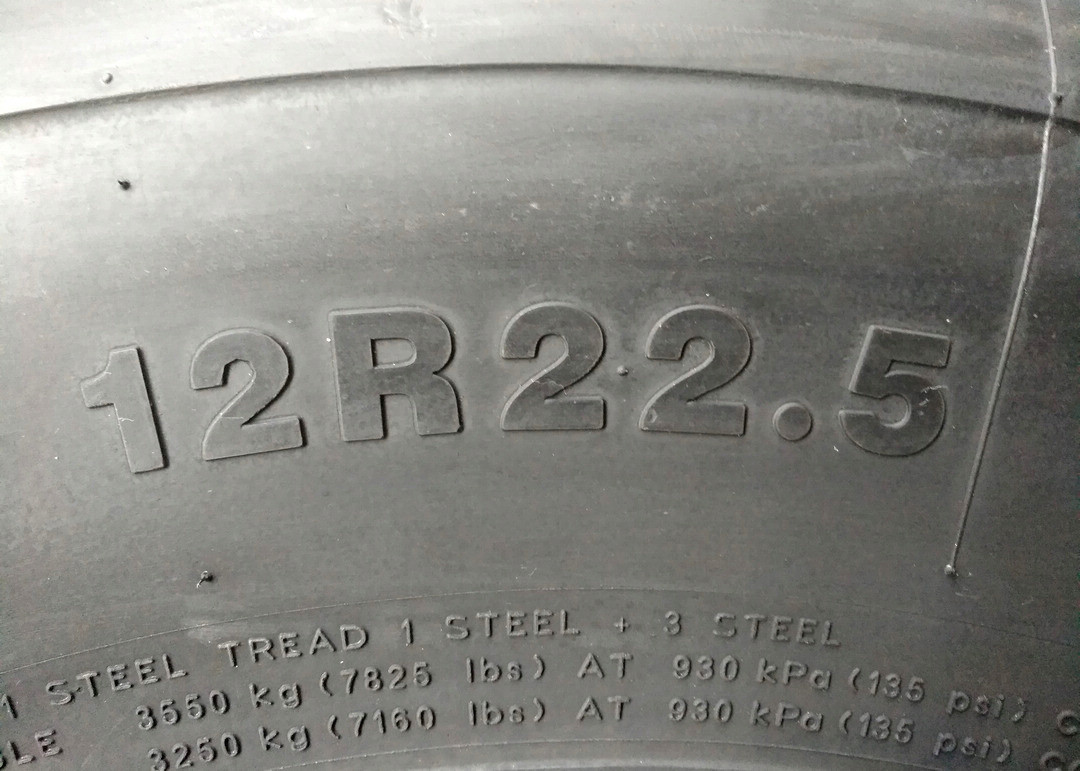 12R22.5
1 STEEL TREAD 1 STEEL + 3 STEEL
3550 kg (7825 lbs) AT 930 kPa (135 psi)
3250 kg (7160 lbs) AT 930 kPa (135 psi)